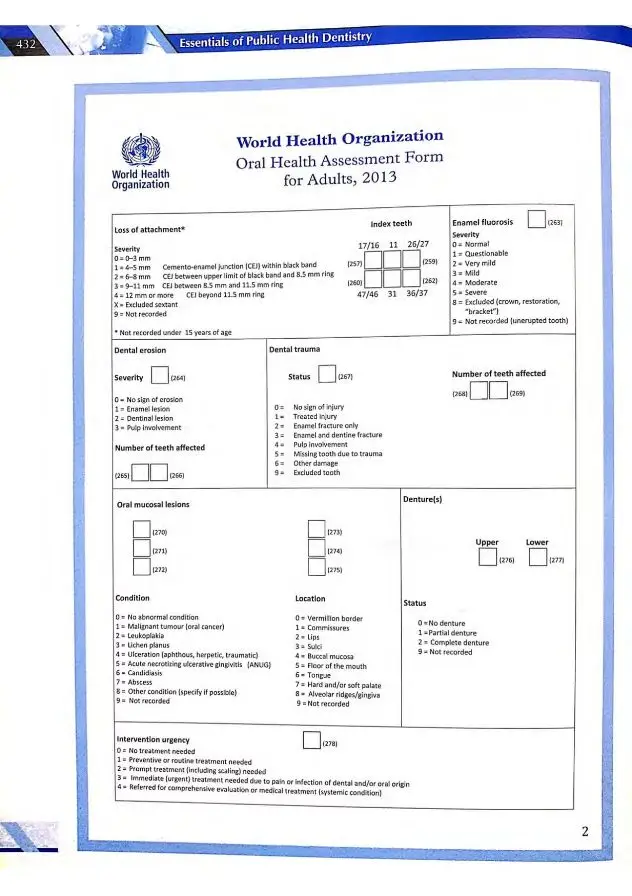 432
Essentials of Public Health Dentistry
World Health Organization
Oral Health Assessment Form
for Adults, 2013
World Health
Organization
Loss of attachment*
Index teeth
Severity
0 = 0–3 mm
1 = 4–5 mm Cemento-enamel junction (CEJ) within black band
2 = 6–8 mm CEJ between upper limit of black band and 8.5 mm ring
3 = 9–11 mm CEJ between 8.5 mm and 11.5 mm ring
4 = 12 mm or more CEJ beyond 11.5 mm ring
X = Excluded sextant
9 = Not recorded
* Not recorded under 15 years of age
17/16 11 26/27
(257) (259)
(260) (262)
47/46 31 36/37
Enamel fluorosis (263)
Severity
0 = Normal
1 = Questionable
2 = Very mild
3 = Mild
4 = Moderate
5 = Severe
8 = Excluded (crown, restoration,
"bracket")
9 = Not recorded (unerupted tooth)
Dental erosion
Severity (264)
0 = No sign of erosion
1 = Enamel lesion
2 = Dentinal lesion
3 = Pulp involvement
Number of teeth affected
(265) (266)
Dental trauma
Status (267)
0 = No sign of injury
1 = Treated injury
2 = Enamel fracture only
3 = Enamel and dentine fracture
4 = Pulp involvement
5 = Missing tooth due to trauma
6 = Other damage
9 = Excluded tooth
Number of teeth affected
(268) (269)
Oral mucosal lesions
(270) (273)
(271) (274)
(272) (275)
Condition
0 = No abnormal condition
1 = Malignant tumour (oral cancer)
2 = Leukoplakia
3 = Lichen planus
4 = Ulceration (aphthous, herpetic, traumatic)
5 = Acute necrotizing ulcerative gingivitis (ANUG)
6 = Candidiasis
7 = Abscess
8 = Other condition (specify if possible)
9 = Not recorded
Location
0 = Vermillion border
1 = Commissures
2 = Lips
3 = Sulci
4 = Buccal mucosa
5 = Floor of the mouth
6 = Tongue
7 = Hard and/or soft palate
8 = Alveolar ridges/gingiva
9 = Not recorded
Denture(s)
Upper Lower
(276) (277)
Status
0 = No denture
1 = Partial denture
2 = Complete denture
9 = Not recorded
Intervention urgency (278)
0 = No treatment needed
1 = Preventive or routine treatment needed
2 = Prompt treatment (including scaling) needed
3 = Immediate (urgent) treatment needed due to pain or infection of dental and/or oral origin
4 = Referred for comprehensive evaluation or medical treatment (systemic condition)
2